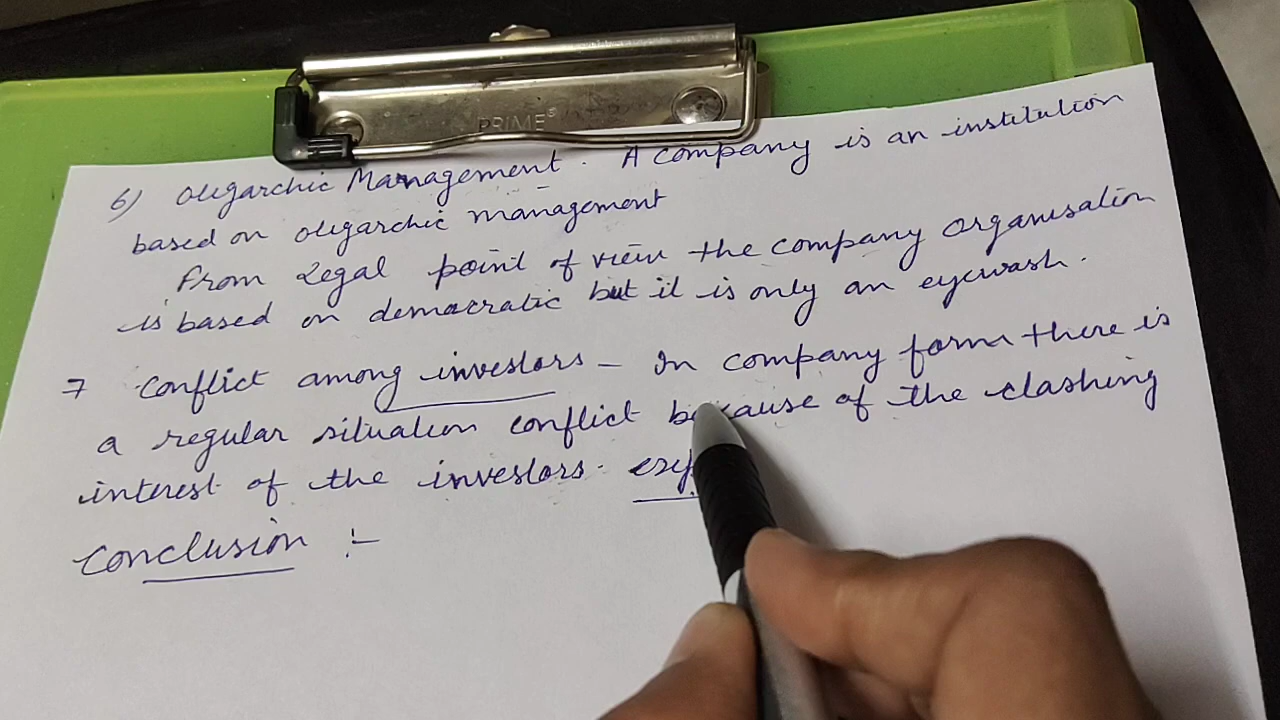 PRIME
6) Oligarchic Management. A company is an institution
based on oligarchic management
From Legal point of view the company organisation
is based on democratic but it is only an eyewash.
7 Conflict among investors - In company form there is
a regular situation conflict because of the clashing
interest of the investors.
Conclusion :-